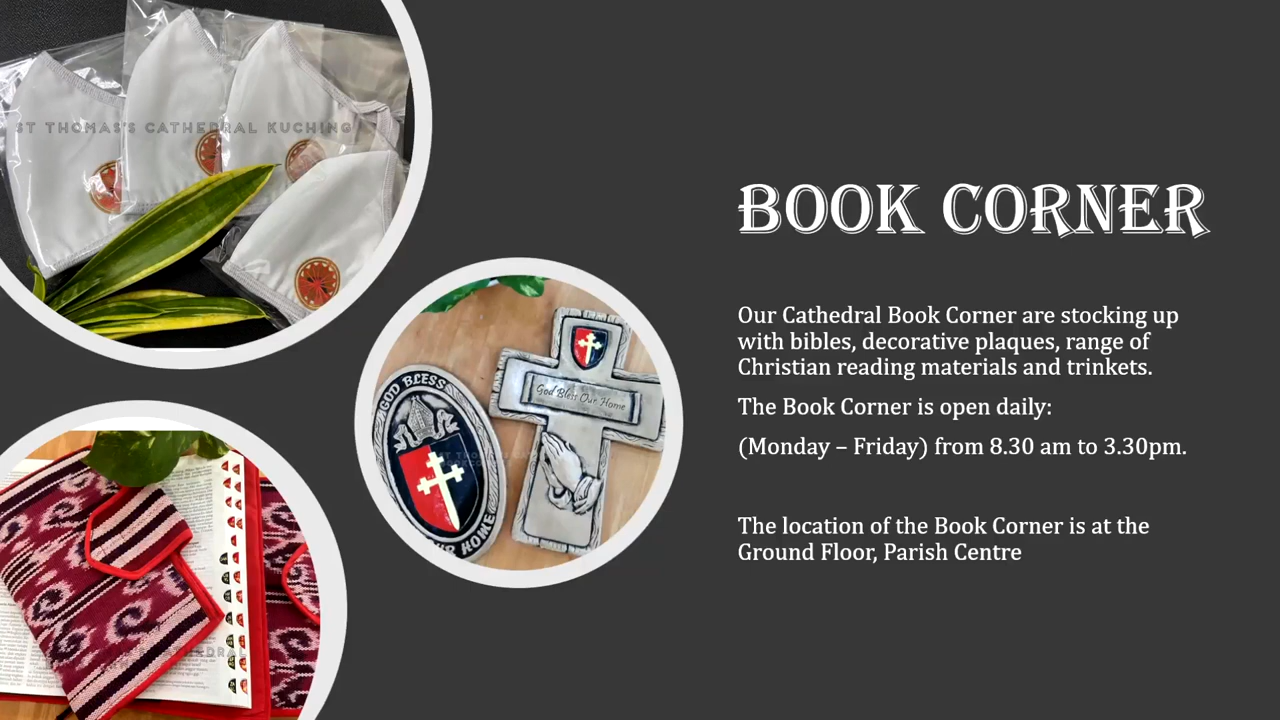 ST THOMAS'S CATHEDRAL KUCHING
BOOK CORNER
Our Cathedral Book Corner are stocking up
with bibles, decorative plaques, range of
Christian reading materials and trinkets.
The Book Corner is open daily:
(Monday – Friday) from 8.30 am to 3.30pm.
The location of the Book Corner is at the
Ground Floor, Parish Centre
GOD BLESS
OUR HOME
God Bless Our Home